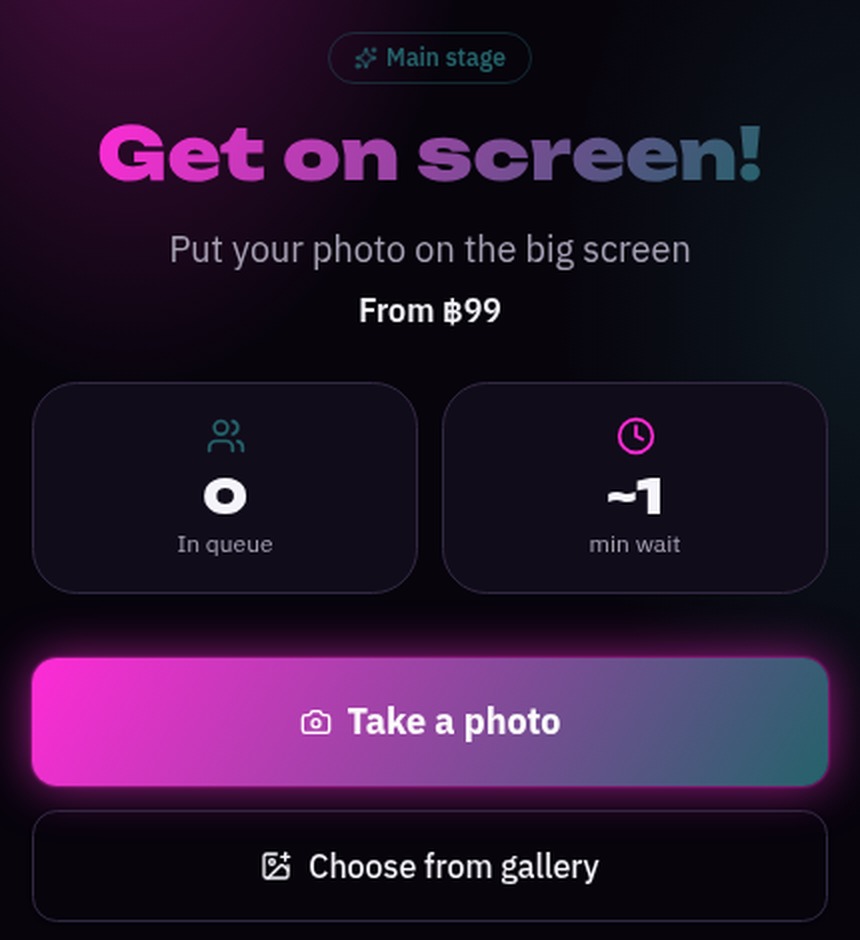 Main stage
Get on screen!
Put your photo on the big screen
From ฿99
0
In queue
~1
min wait
Take a photo
Choose from gallery